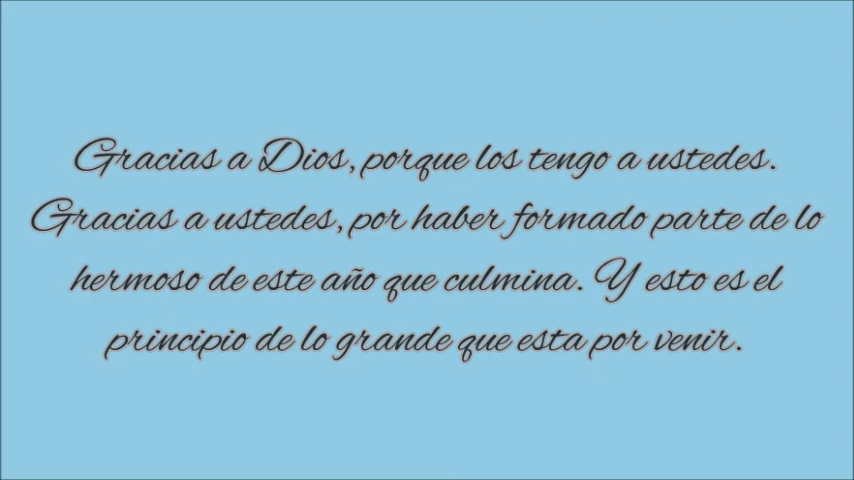 Gracias a Dios, porque los tengo a ustedes.
Gracias a ustedes, por haber formado parte de lo
hermoso de este año que culmina. Y esto es el
principio de lo grande que esta por venir.